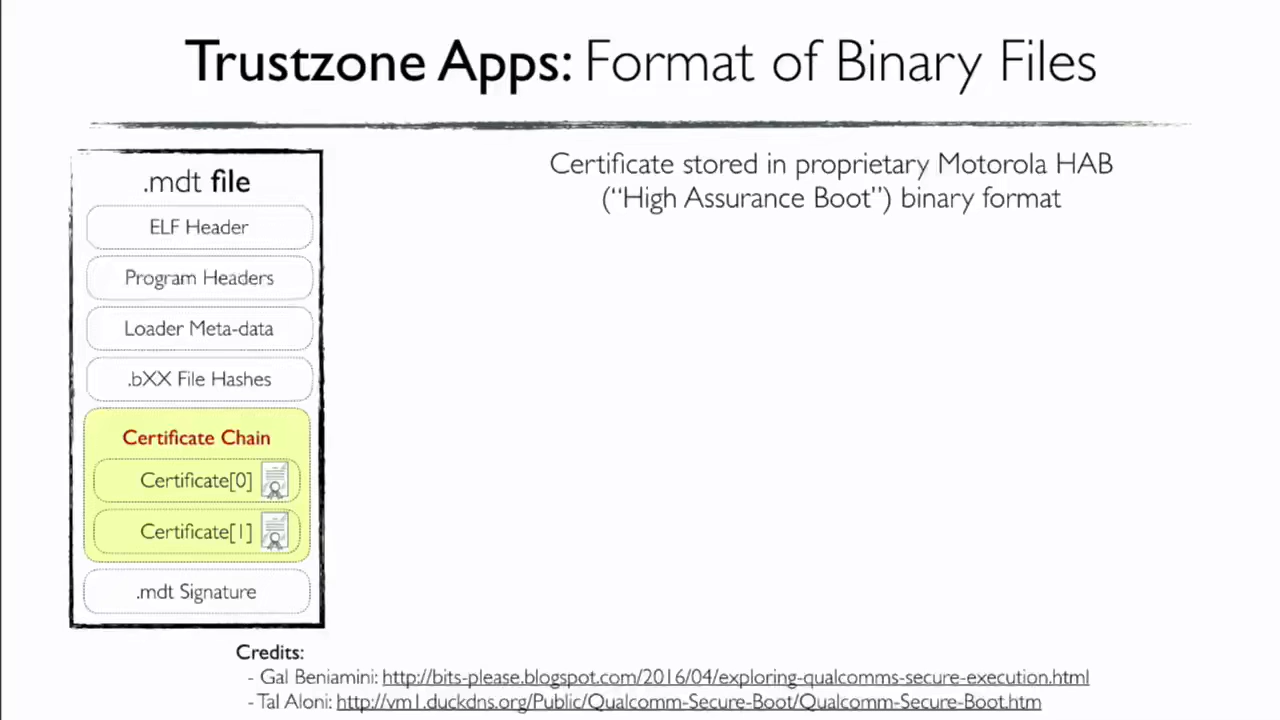 Trustzone Apps: Format of Binary Files
.mdt file
ELF Header
Program Headers
Loader Meta-data
.bXX File Hashes
Certificate Chain
Certificate[0]
Certificate[1]
.mdt Signature
Certificate stored in proprietary Motorola HAB
(“High Assurance Boot”) binary format
Credits:
- Gal Beniamini: http://bits-please.blogspot.com/2016/04/exploring-qualcomms-secure-execution.html
- Tal Aloni: http://vm1.duckdns.org/Public/Qualcomm-Secure-Boot/Qualcomm-Secure-Boot.htm